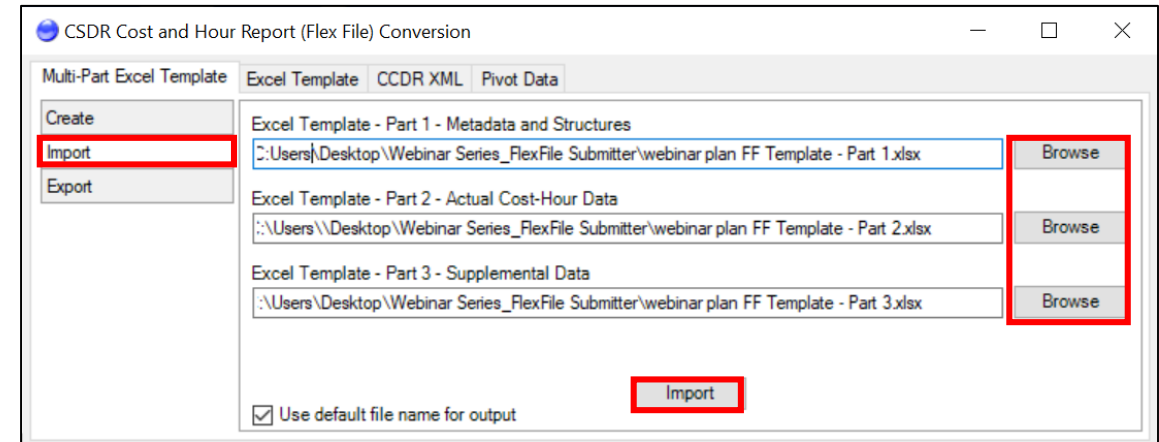 CSDR Cost and Hour Report (Flex File) Conversion
Multi-Part Excel Template Excel Template CCDR XML Pivot Data
Create
Import
Export
Excel Template - Part 1 - Metadata and Structures
C:Users\Desktop\Webinar Series_FlexFile Submitter\webinar plan FF Template - Part 1.xlsx Browse
Excel Template - Part 2 - Actual Cost-Hour Data
:\Users\\Desktop\Webinar Series_FlexFile Submitter\webinar plan FF Template - Part 2.xlsx Browse
Excel Template - Part 3 - Supplemental Data
:\Users\Desktop\Webinar Series_FlexFile Submitter\webinar plan FF Template - Part 3.xlsx Browse
Import
Use default file name for output